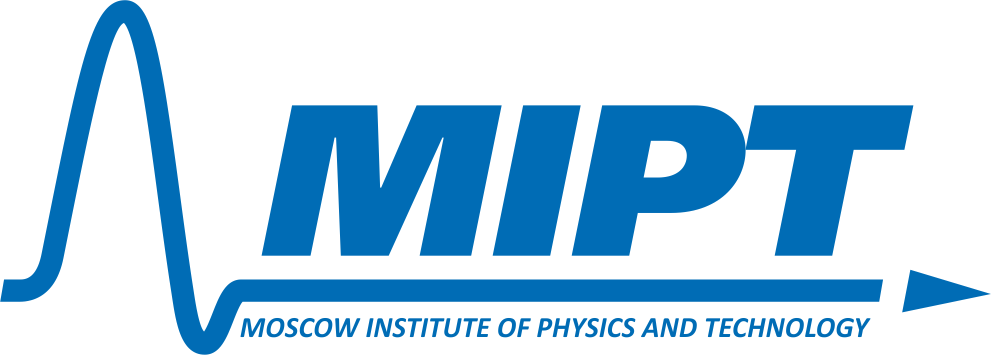 MIPT
MOSCOW INSTITUTE OF PHYSICS AND TECHNOLOGY